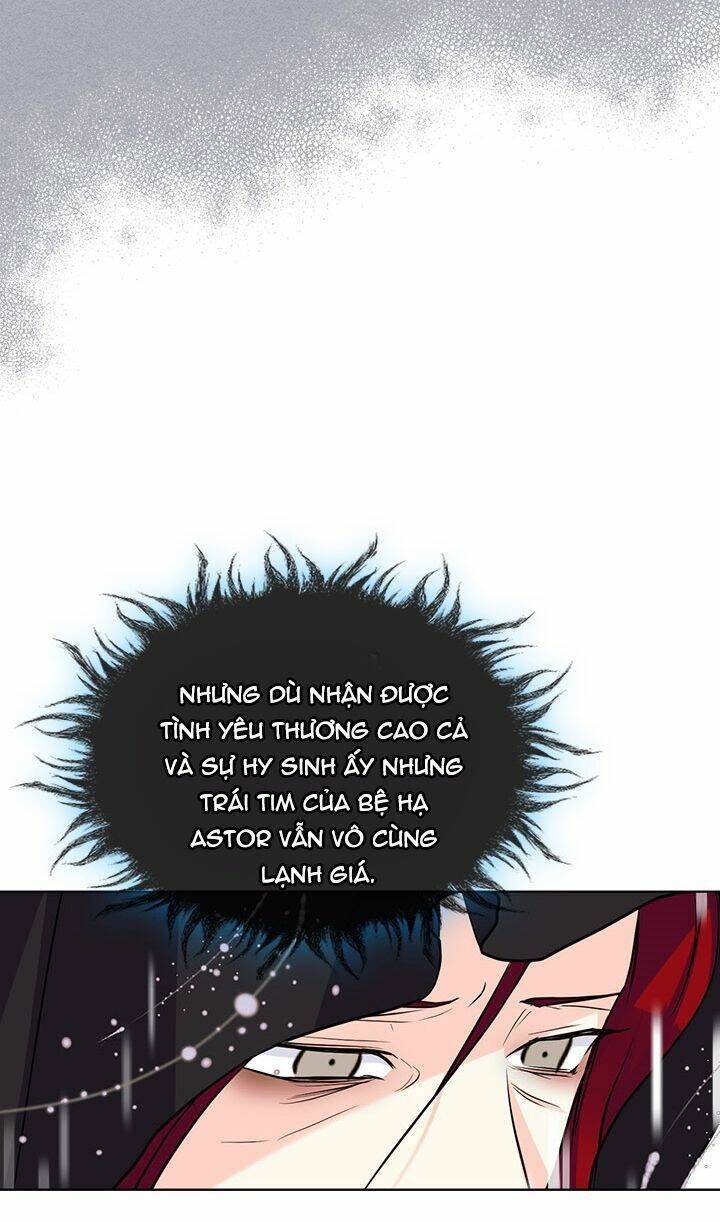 NHƯNG DÙ NHẬN ĐƯỢC
TÌNH YÊU THƯƠNG CAO CẢ
VÀ SỰ HY SINH ẤY NHƯNG
TRÁI TIM CỦA BỆ HẠ
ASTOR VẪN VÔ CÙNG
LẠNH GIÁ.